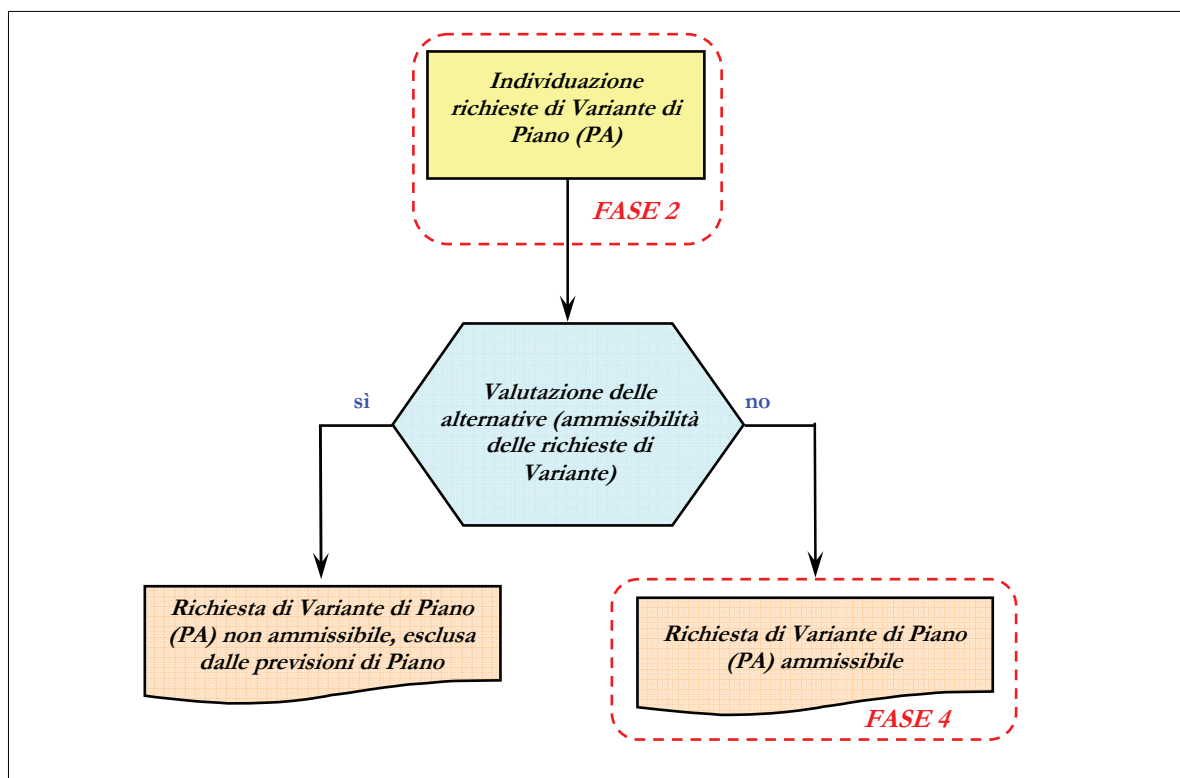 Individuazione
richieste di Variante di
Piano (PA)
FASE 2
Valutazione delle
alternative (ammissibilità
delle richieste di
Variante)
sì
no
Richiesta di Variante di Piano
(PA) non ammissibile, esclusa
dalle previsioni di Piano
Richiesta di Variante di Piano
(PA) ammissibile
FASE 4